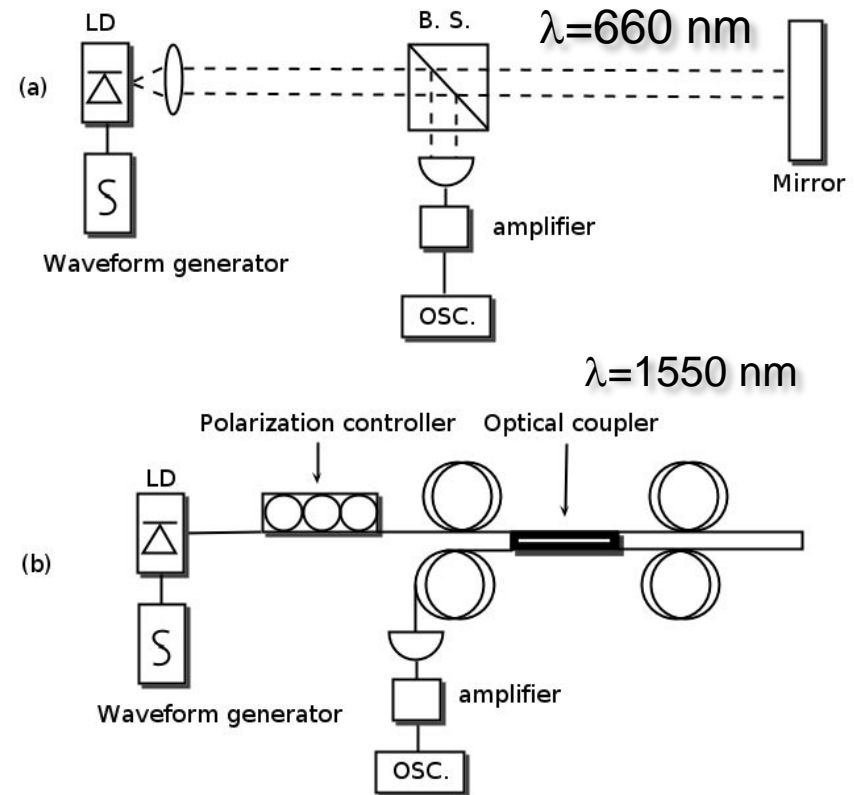 LD
B. S.
λ=660 nm
(a)
S
Mirror
amplifier
Waveform generator
OSC.
λ=1550 nm
Polarization controller Optical coupler
LD
(b)
S
amplifier
Waveform generator
OSC.